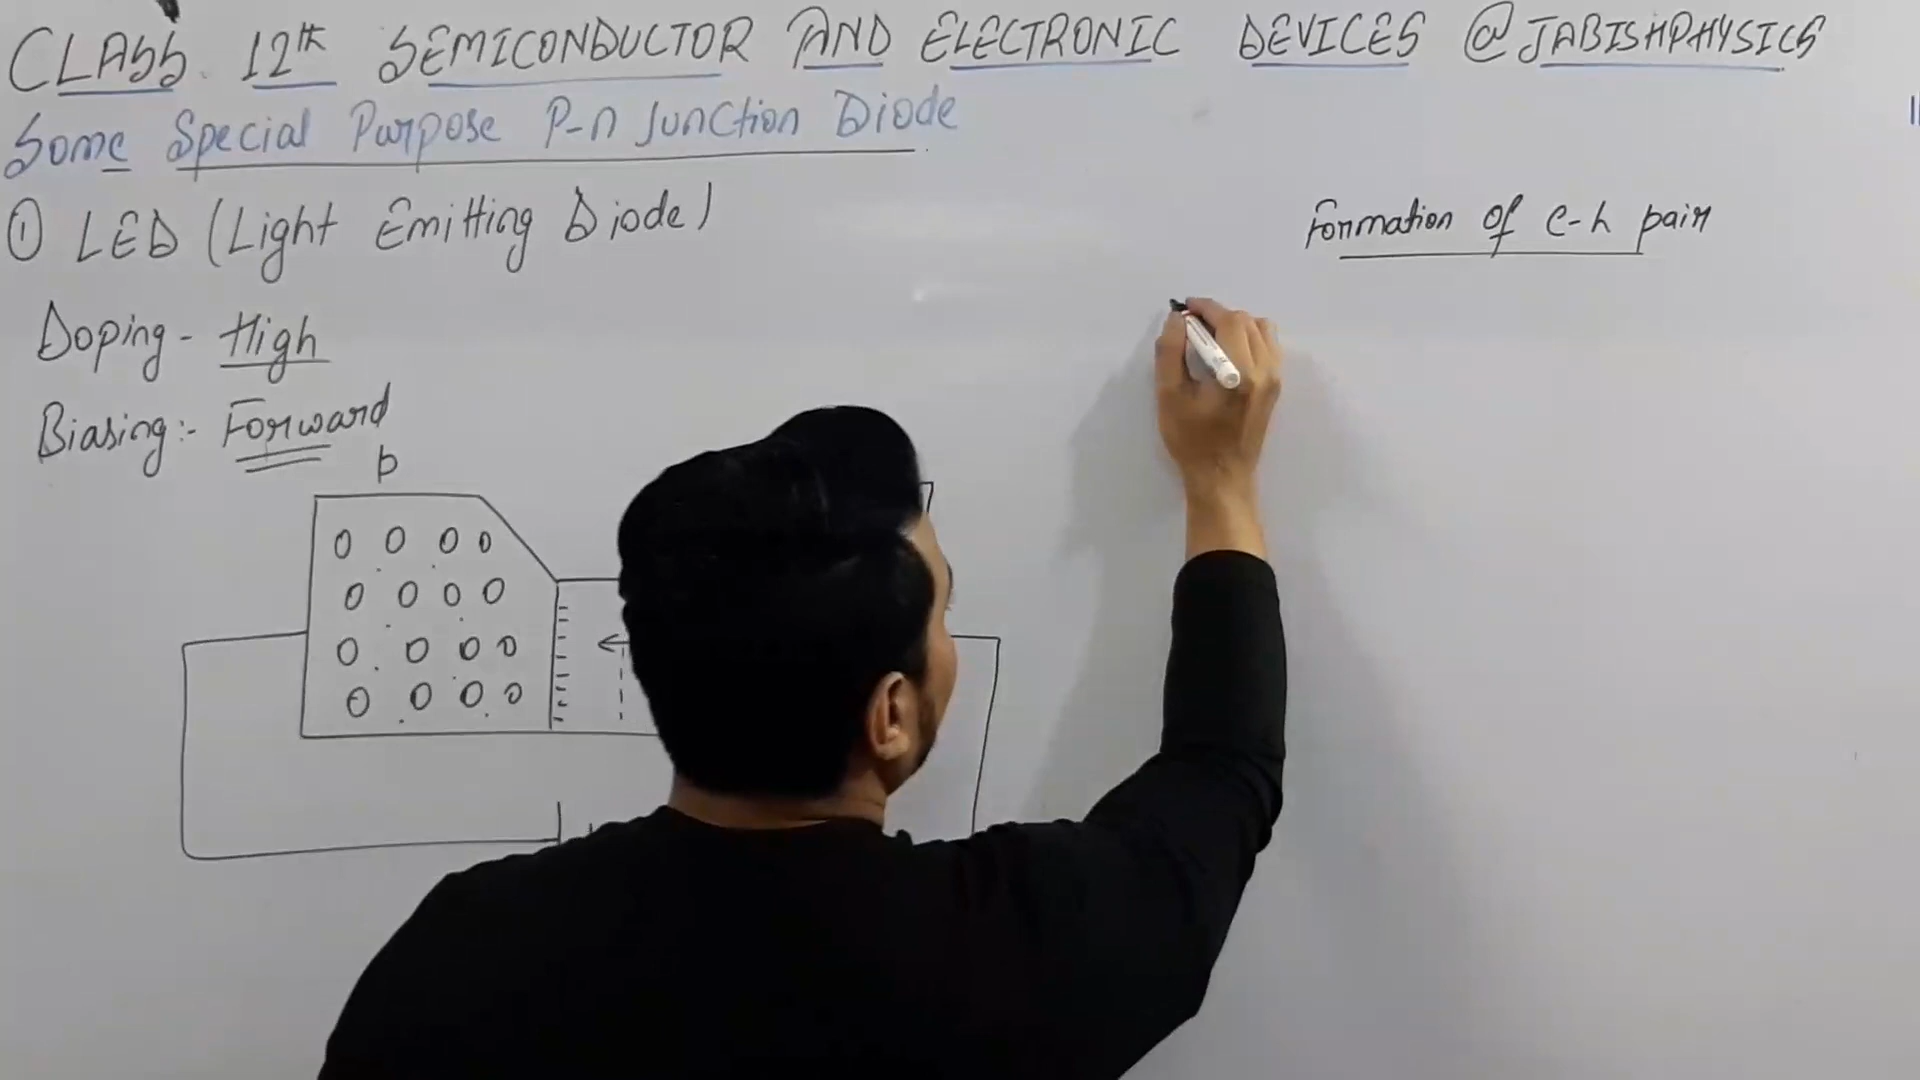 CLASS 12th SEMICONDUCTOR AND ELECTRONIC DEVICES @JABISHPHYSICS
Some Special Purpose P-n Junction Diode
① LED (Light Emitting Diode)
Formation of e-h pair
Doping - High
Biasing:- Forward
p